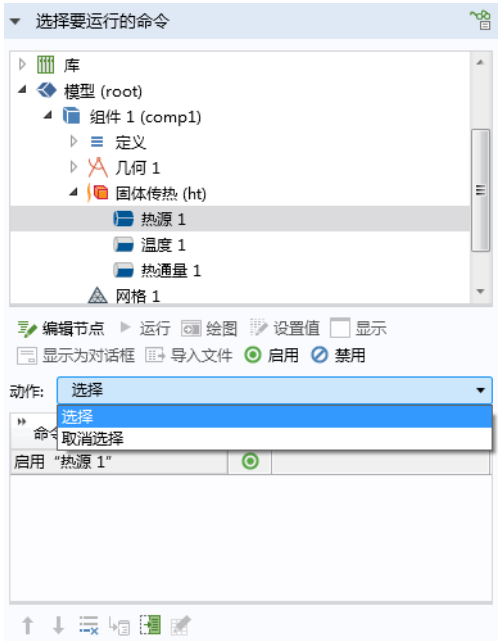 选择要运行的命令
库
模型 (root)
组件 1 (comp1)
定义
几何 1
固体传热 (ht)
热源 1
温度 1
热通量 1
网格 1
编辑节点 运行 绘图 设置值 显示
显示为对话框 导入文件 启用 禁用
动作: 选择
选择
取消选择
启用 “热源 1”